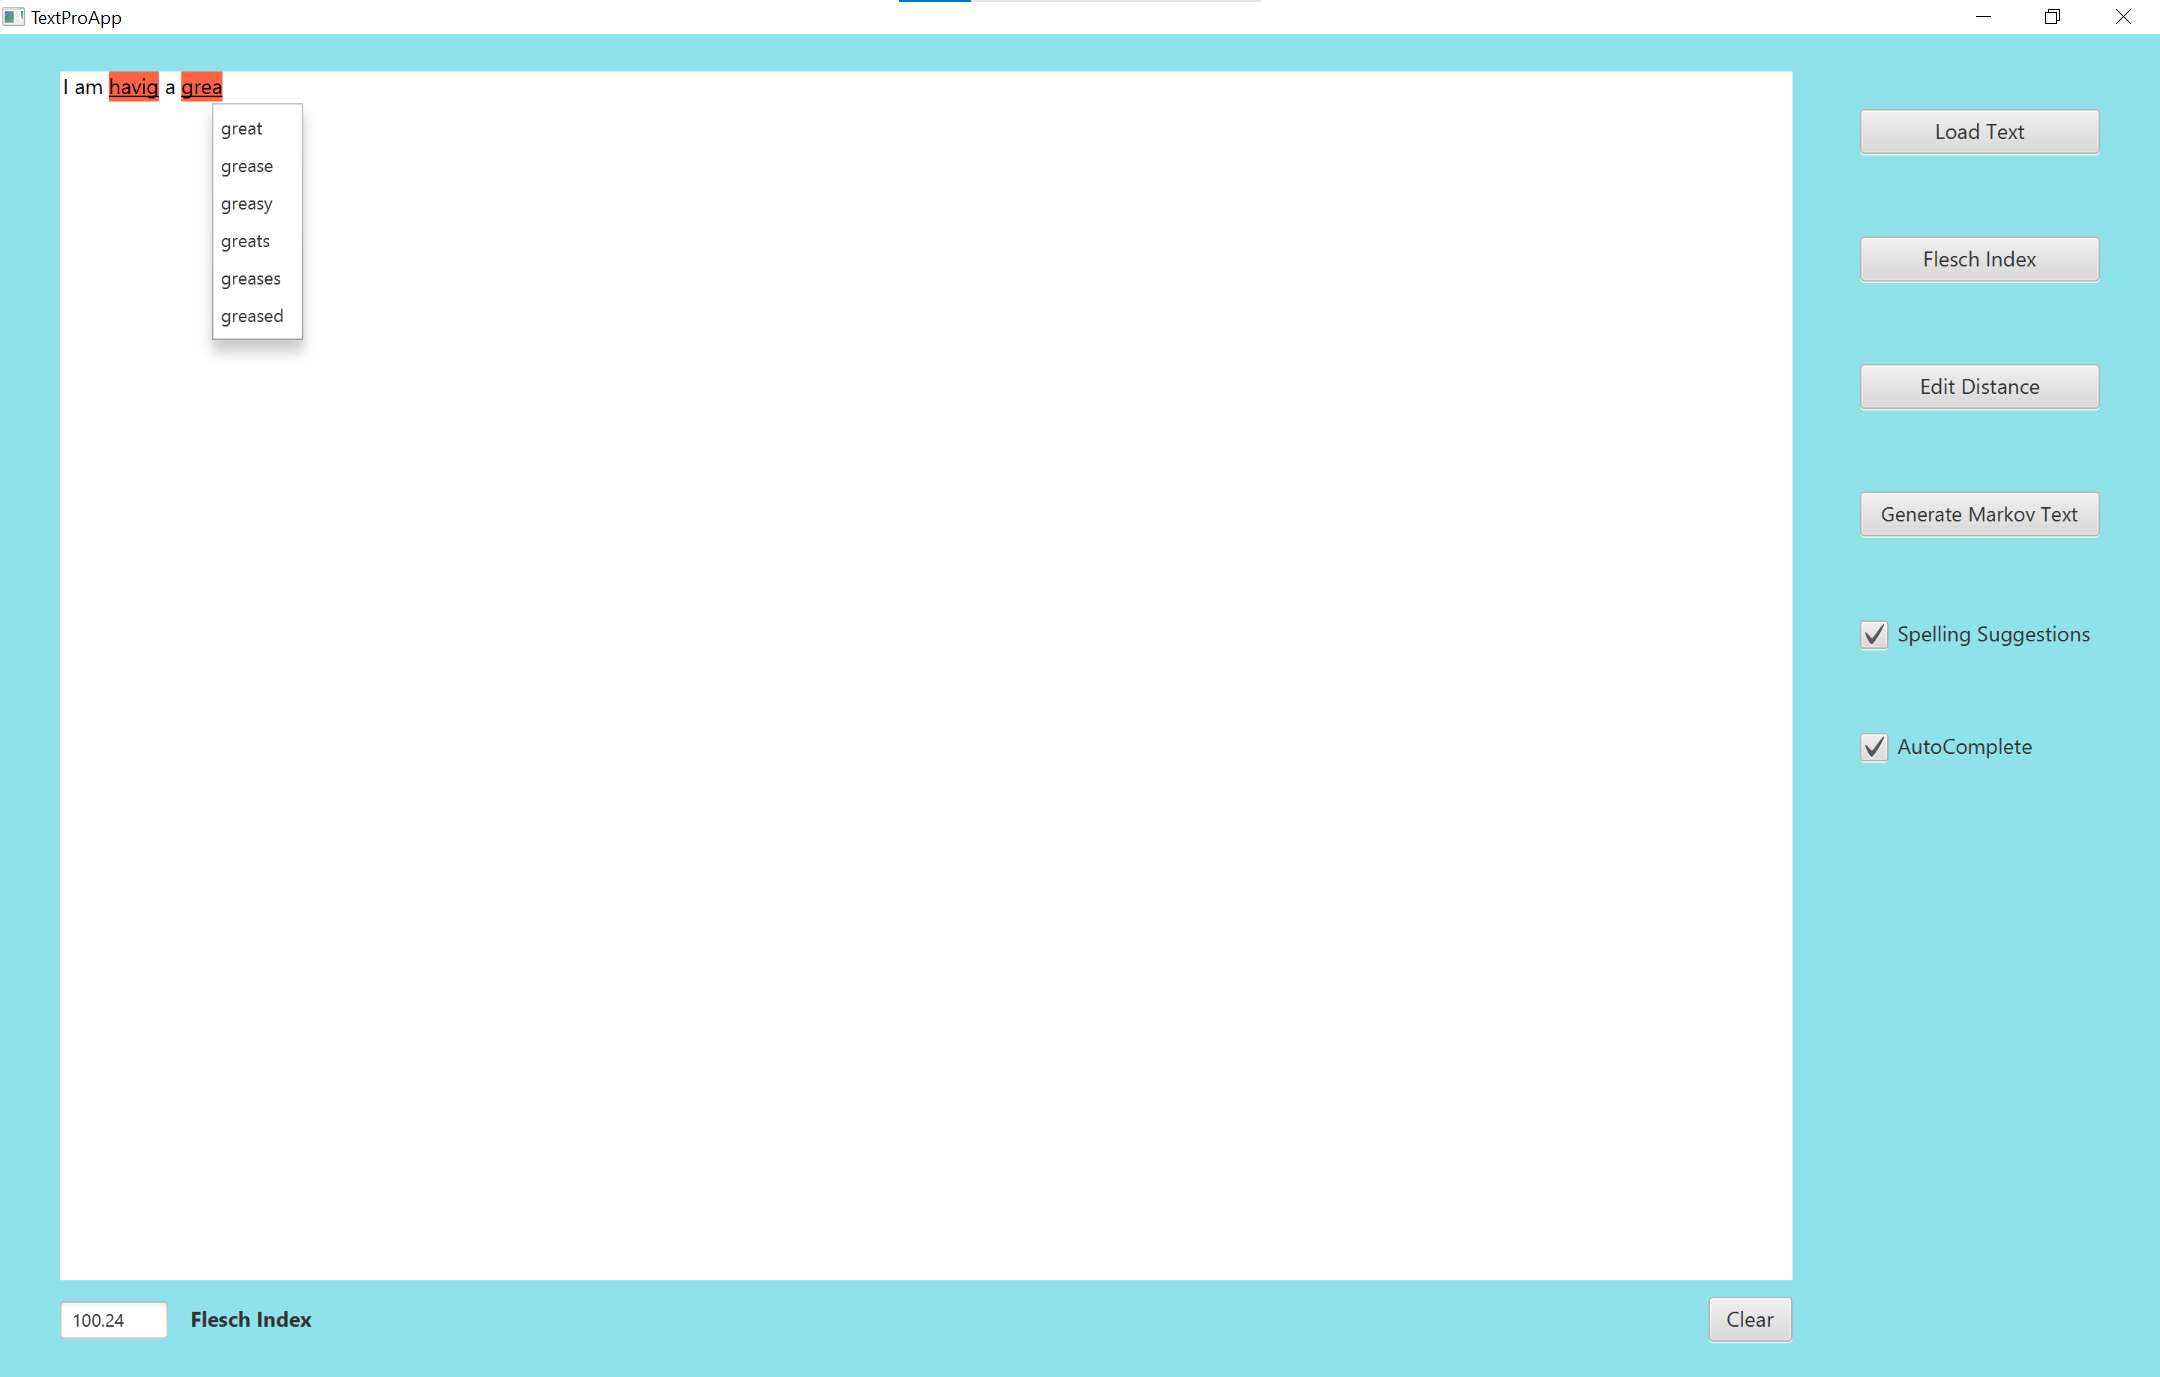 TextProApp
I am havig a grea
great
grease
greasy
greats
greases
greased
Load Text
Flesch Index
Edit Distance
Generate Markov Text
Spelling Suggestions
AutoComplete
100.24 Flesch Index
Clear